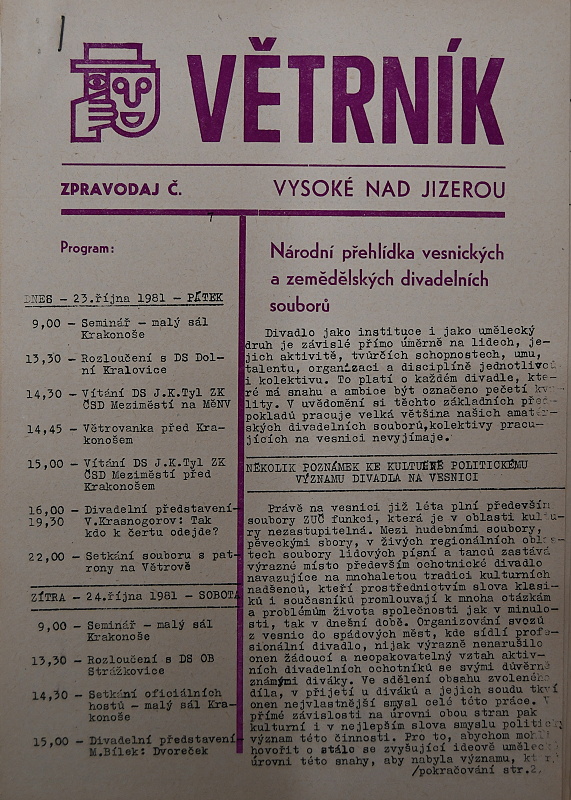 VĚTRNÍK
ZPRAVODAJ Č.
VYSOKÉ NAD JIZEROU
Program:
DNES - 23.října 1981 - PÁTEK
9,00 - Seminář - malý sál
Krakonoše
13,30 - Rozloučení s DS Dol-
ní Kralovice
14,30 - Vítání DS J.K.Tyl ZK
ČSD Meziměstí na MěNV
14,45 - Větrovanka před Kra-
konošem
15,00 - Vítání DS J.K.Tyl ZK
ČSD Meziměstí před
Krakonošem
16,00 - Divadelní představení-
19,30 V.Krasnogorov: Tak
kdo k čertu odejde?
22,00 - Setkání souboru s pat-
rony na Větrově
ZÍTRA - 24.října 1981 - SOBOTA
9,00 - Seminář - malý sál
Krakonoše
13,30 - Rozloučení s DS OB
Strážkovice
14,30 - Setkání oficiálních
hostů - malý sál Kra-
konoše
15,00 - Divadelní představení-
M.Bílek: Dvoreček
Národní přehlídka vesnických
a zemědělských divadelních
souborů
Divadlo jako instituce i jako umělecký
druh je závislé přímo úměrně na lidech, je-
jich aktivitě, tvůrčích schopnostech, umu,
talentu, organizaci a disciplíně jednotlivců
i kolektivu. To platí o každém divadle, kte-
ré má snahu a ambice být označeno pečetí kva-
lity. V uvědomění si těchto základních před-
pokladů pracuje velká většina našich amatér-
ských divadelních souborů,kolektivy pracu-
jících na vesnici nevyjímaje.
NĚKOLIK POZNÁMEK KE KULTURNĚ POLITICKÉMU
VÝZNAMU DIVADLA NA VESNICI
Právě na vesnici již léta plní především
soubory ZUČ funkci, která je v oblasti kultu-
ry nezastupitelná. Mezi hudebními soubory,
pěveckými sbory, v živých regionálních oblas-
tech soubory lidových písní a tanců zastává
výrazné místo především ochotnické divadlo
navazující na mnohaletou tradici kulturních
nadšenců, kteří prostřednictvím slova klasi-
ků i současníků promlouvají k mnoha otázkám
a problémům života společnosti jak v minulo-
sti, tak v dnešní době. Organizování svozů
z vesnic do spádových měst, kde sídlí profe-
sionální divadlo, nijak výrazně nenarušilo
onen žádoucí a neopakovatelný vztah aktiv-
ních divadelních ochotníků se svými důvěrně
známými diváky. Ve sdělení obsahu zvoleného
díla, v přijetí u diváků a jejich soudu tkví
onen nejvlastnější smysl celé této práce. V
přímé závislosti na úrovni obou stran pak
kulturní i v nejlepším slova smyslu politický
význam této činnosti. Pro to, abychom mohli
hovořit o stálo se zvyšující ideově umělecké
úrovni této snahy, aby nabyla významu, který
/pokračování str.2.